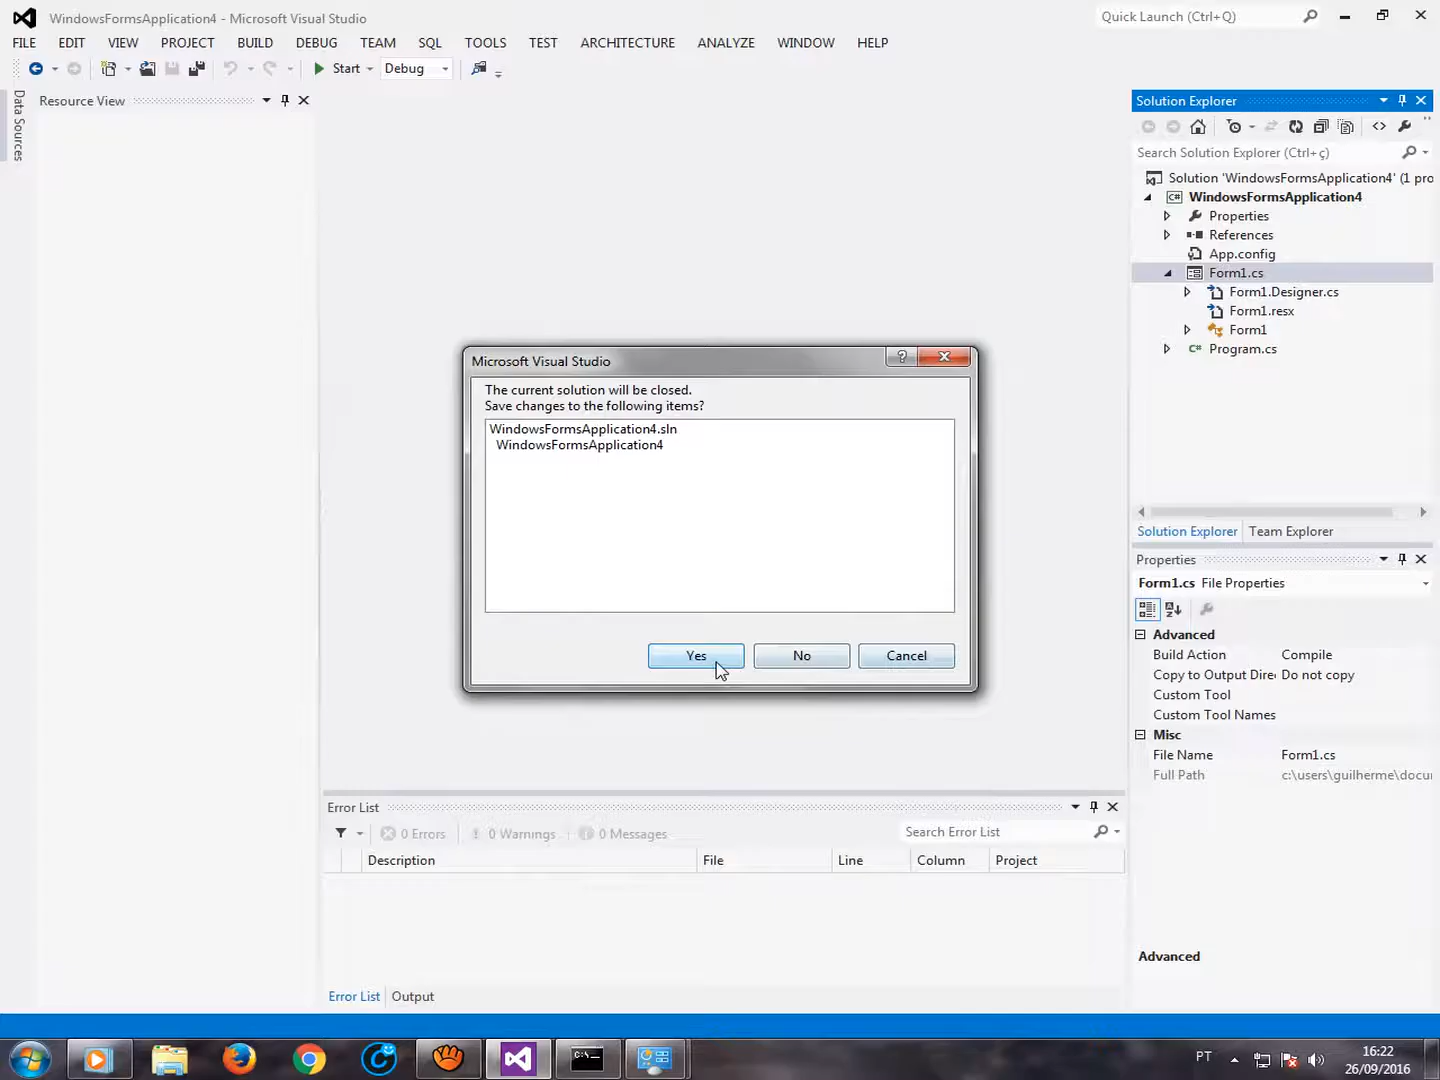 WindowsFormsApplication4 - Microsoft Visual Studio
Quick Launch (Ctrl+Q)
FILE EDIT VIEW PROJECT BUILD DEBUG TEAM SQL TOOLS TEST ARCHITECTURE ANALYZE WINDOW HELP
Start Debug
Data Sources
Resource View
Solution Explorer
Search Solution Explorer (Ctrl+ç)
Solution 'WindowsFormsApplication4' (1 pro
WindowsFormsApplication4
Properties
References
App.config
Form1.cs
Form1.Designer.cs
Form1.resx
Form1
C# Program.cs
Microsoft Visual Studio
The current solution will be closed.
Save changes to the following items?
WindowsFormsApplication4.sln
WindowsFormsApplication4
Yes No Cancel
Solution Explorer Team Explorer
Properties
Form1.cs File Properties
Advanced
Build Action Compile
Copy to Output Dire Do not copy
Custom Tool
Custom Tool Names
Misc
File Name Form1.cs
Full Path c:\users\guilherme\docu
Advanced
Error List
0 Errors 0 Warnings 0 Messages
Search Error List
Description File Line Column Project
Error List Output
C:\
PT
16:22
26/09/2016